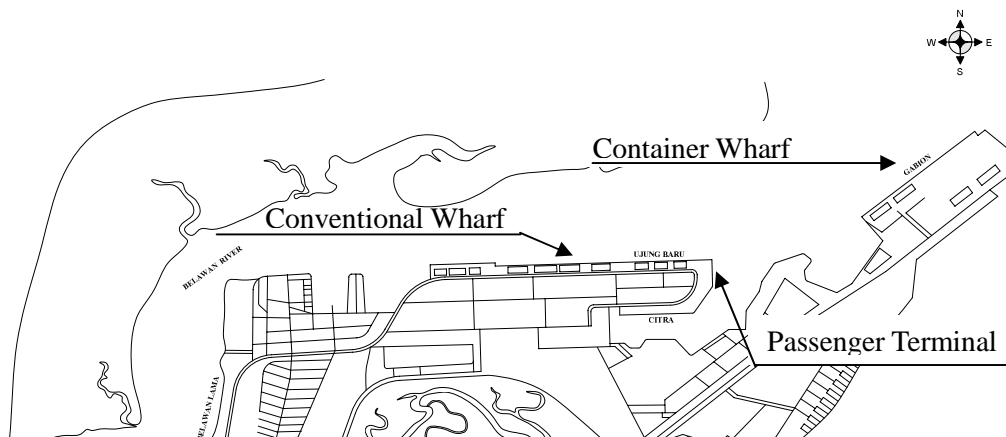 N
W E
S
Container Wharf
GABION
Conventional Wharf
UJUNG BARU
BELAWAN RIVER
CITRA
Passenger Terminal
BELAWAN LAMA